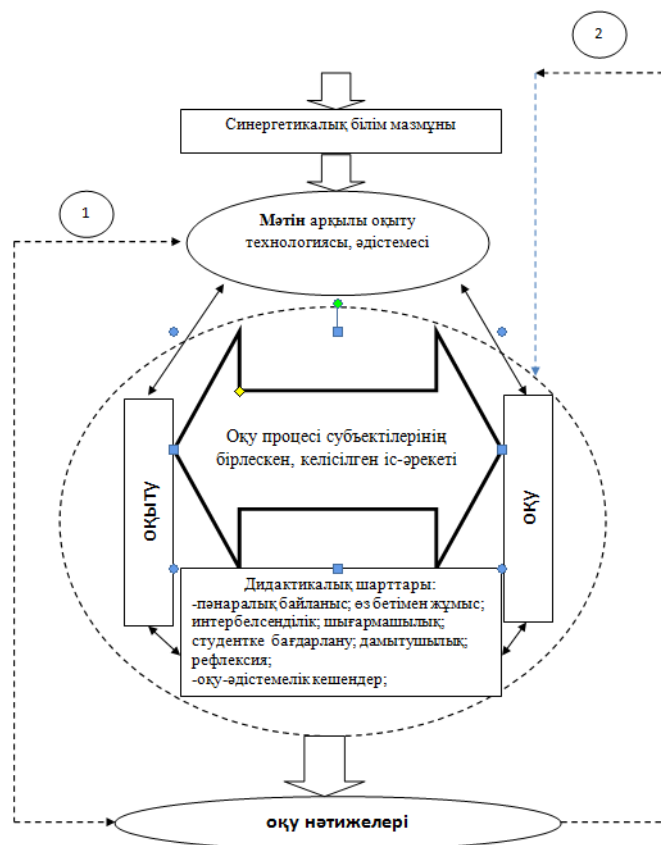 2
Синергетикалық білім мазмұны
1
Мәтін арқылы оқыту
технологиясы, әдістемесі
Оқу процесі субъектілерінің
бірлескен, келісілген іс-әрекеті
оқыту
оқу
Дидактикалық шарттары:
-пәнаралық байланыс; өз бетімен жұмыс;
интербелсенділік; шығармашылық;
студентке бағдарлану; дамытушылық;
рефлексия;
-оқу-әдістемелік кешендер;
оқу нәтижелері